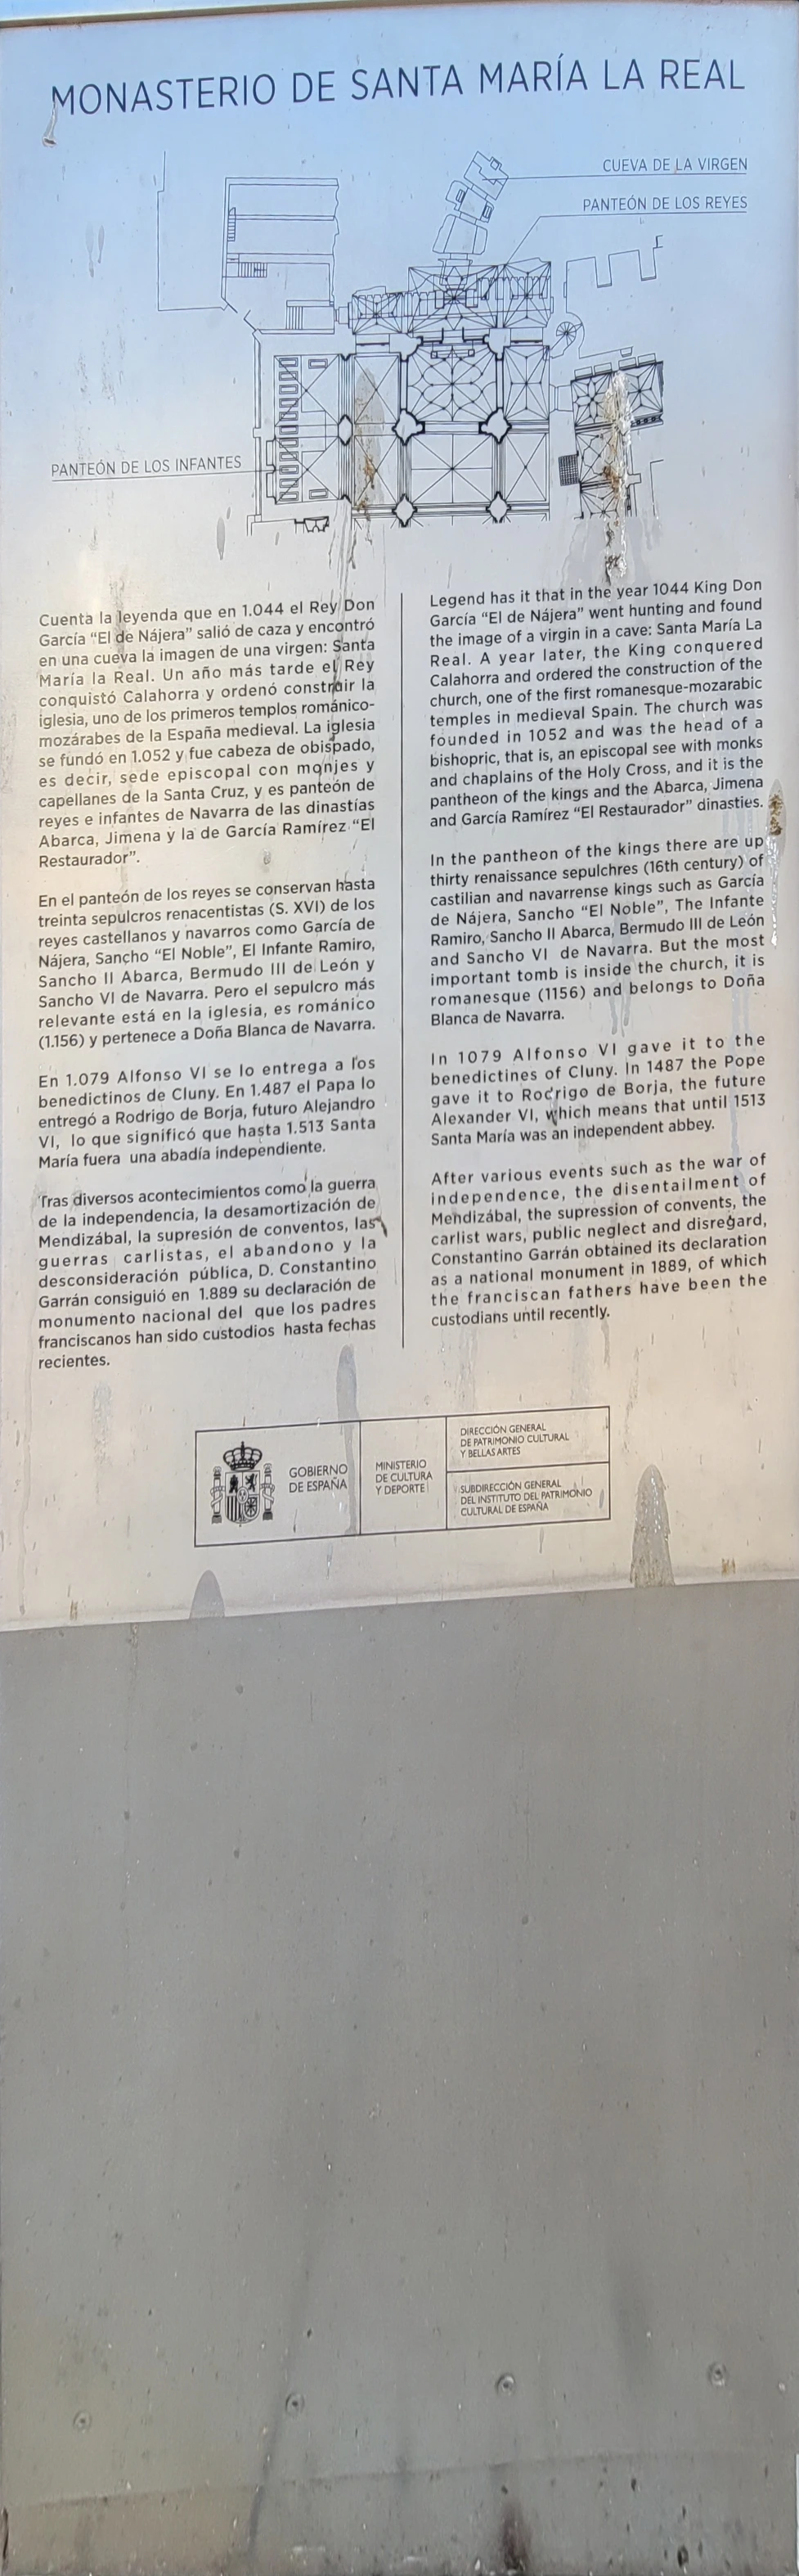 MONASTERIO DE SANTA MARÍA LA REAL
CUEVA DE LA VIRGEN
PANTEÓN DE LOS REYES
PANTEÓN DE LOS INFANTES
Cuenta la leyenda que en 1.044 el Rey Don
García “El de Nájera” salió de caza y encontró
en una cueva la imagen de una virgen: Santa
María la Real. Un año más tarde el Rey
conquistó Calahorra y ordenó construir la
iglesia, uno de los primeros templos románico-
mozárabes de la España medieval. La iglesia
se fundó en 1.052 y fue cabeza de obispado,
es decir, sede episcopal con monjes y
capellanes de la Santa Cruz, y es panteón de
reyes e infantes de Navarra de las dinastías
Abarca, Jimena y la de García Ramírez “El
Restaurador”.
En el panteón de los reyes se conservan hasta
treinta sepulcros renacentistas (S. XVI) de los
reyes castellanos y navarros como García de
Nájera, Sancho “El Noble”, El Infante Ramiro,
Sancho II Abarca, Bermudo III de León y
Sancho VI de Navarra. Pero el sepulcro más
relevante está en la iglesia, es románico
(1.156) y pertenece a Doña Blanca de Navarra.
En 1.079 Alfonso VI se lo entrega a los
benedictinos de Cluny. En 1.487 el Papa lo
entregó a Rodrigo de Borja, futuro Alejandro
VI, lo que significó que hasta 1.513 Santa
María fuera una abadía independiente.
Tras diversos acontecimientos como la guerra
de la independencia, la desamortización de
Mendizábal, la supresión de conventos, las
guerras carlistas, el abandono y la
desconsideración pública, D. Constantino
Garrán consiguió en 1.889 su declaración de
monumento nacional del que los padres
franciscanos han sido custodios hasta fechas
recientes.
Legend has it that in the year 1044 King Don
García “El de Nájera” went hunting and found
the image of a virgin in a cave: Santa María La
Real. A year later, the King conquered
Calahorra and ordered the construction of the
church, one of the first romanesque-mozarabic
temples in medieval Spain. The church was
founded in 1052 and was the head of a
bishopric, that is, an episcopal see with monks
and chaplains of the Holy Cross, and it is the
pantheon of the kings and the Abarca, Jimena
and García Ramírez “El Restaurador” dinasties.
In the pantheon of the kings there are up
thirty renaissance sepulchres (16th century) of
castilian and navarrense kings such as García
de Nájera, Sancho “El Noble”, The Infante
Ramiro, Sancho II Abarca, Bermudo III de León
and Sancho VI de Navarra. But the most
important tomb is inside the church, it is
romanesque (1156) and belongs to Doña
Blanca de Navarra.
In 1079 Alfonso VI gave it to the
benedictines of Cluny. In 1487 the Pope
gave it to Rodrigo de Borja, the future
Alexander VI, which means that until 1513
Santa María was an independent abbey.
After various events such as the war of
independence, the disentailment of
Mendizábal, the supression of convents, the
carlist wars, public neglect and disregard,
Constantino Garrán obtained its declaration
as a national monument in 1889, of which
the franciscan fathers have been the
custodians until recently.
GOBIERNO
DE ESPAÑA
MINISTERIO
DE CULTURA
Y DEPORTE
DIRECCIÓN GENERAL
DE PATRIMONIO CULTURAL
Y BELLAS ARTES
SUBDIRECCIÓN GENERAL
DEL INSTITUTO DEL PATRIMONIO
CULTURAL DE ESPAÑA